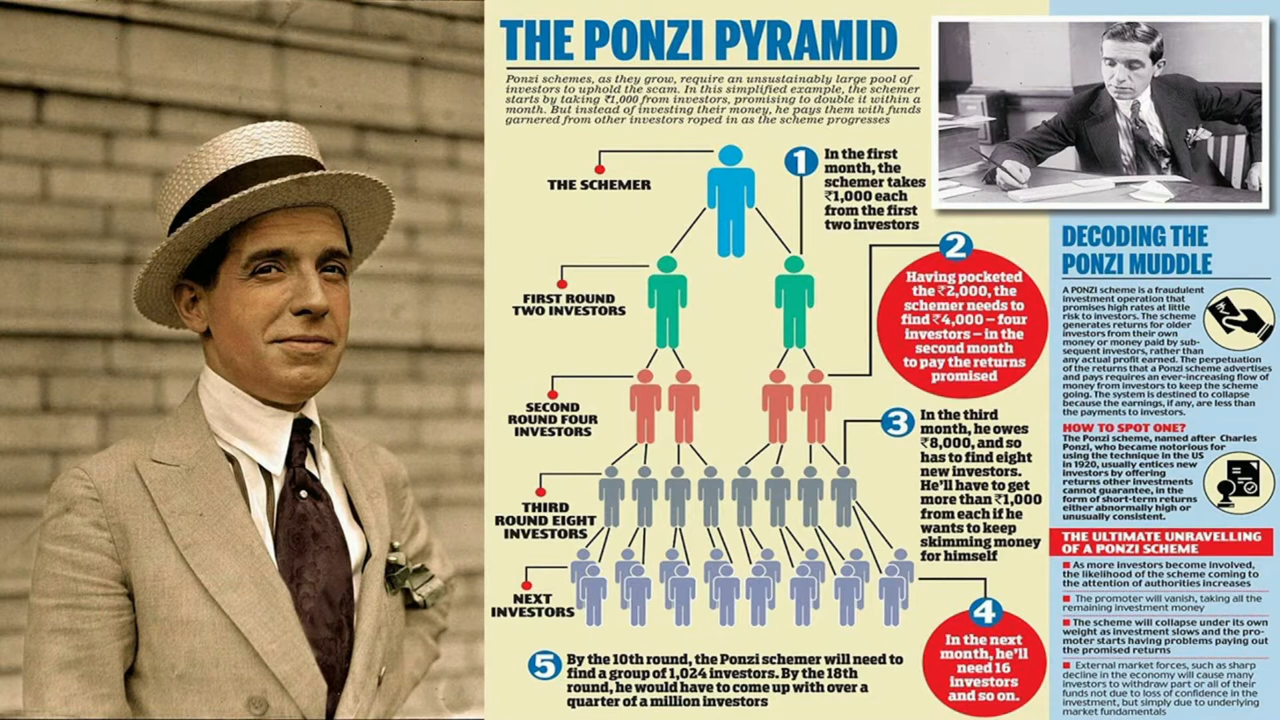 THE PONZI PYRAMID
Ponzi schemes, as they grow, require an unsustainably large pool of
investors to uphold the scam. In this simplified example, the schemer
starts by taking ₹1,000 from investors, promising to double it within a
month. But instead of investing their money, he pays them with funds
garnered from other investors roped in as the scheme progresses
THE SCHEMER
1
In the first
month, the
schemer takes
₹1,000 each
from the first
two investors
FIRST ROUND
TWO INVESTORS
2
Having pocketed
the ₹2,000, the
schemer needs to
find ₹4,000 – four
investors – in the
second month
to pay the returns
promised
SECOND
ROUND FOUR
INVESTORS
3
In the third
month, he owes
₹8,000, and so
has to find eight
new investors.
He'll have to get
more than ₹1,000
from each if he
wants to keep
skimming money
for himself
THIRD
ROUND EIGHT
INVESTORS
NEXT
INVESTORS
4
In the next
month, he'll
need 16
investors
and so on.
5
By the 10th round, the Ponzi schemer will need to
find a group of 1,024 investors. By the 18th
round, he would have to come up with over a
quarter of a million investors
DECODING THE
PONZI MUDDLE
A PONZI scheme is a fraudulent
investment operation that
promises high rates at little
risk to investors. The scheme
generates returns for older
investors from their own
money or money paid by sub-
sequent investors, rather than
any actual profit earned. The perpetuation
of the returns that a Ponzi scheme advertises
and pays requires an ever-increasing flow of
money from investors to keep the scheme
going. The system is destined to collapse
because the earnings, if any, are less than
the payments to investors.
HOW TO SPOT ONE?
The Ponzi scheme, named after Charles
Ponzi, who became notorious for
using the technique in the US
in 1920, usually entices new
investors by offering
returns other investments
cannot guarantee, in the
form of short-term returns
either abnormally high or
unusually consistent.
THE ULTIMATE UNRAVELLING
OF A PONZI SCHEME
■ As more investors become involved,
the likelihood of the scheme coming to
the attention of authorities increases
■ The promoter will vanish, taking all the
remaining investment money
■ The scheme will collapse under its own
weight as investment slows and the pro-
moter starts having problems paying out
the promised returns
■ External market forces, such as sharp
decline in the economy will cause many
investors to withdraw part or all of their
funds not due to loss of confidence in the
investment, but simply due to underlying
market fundamentals